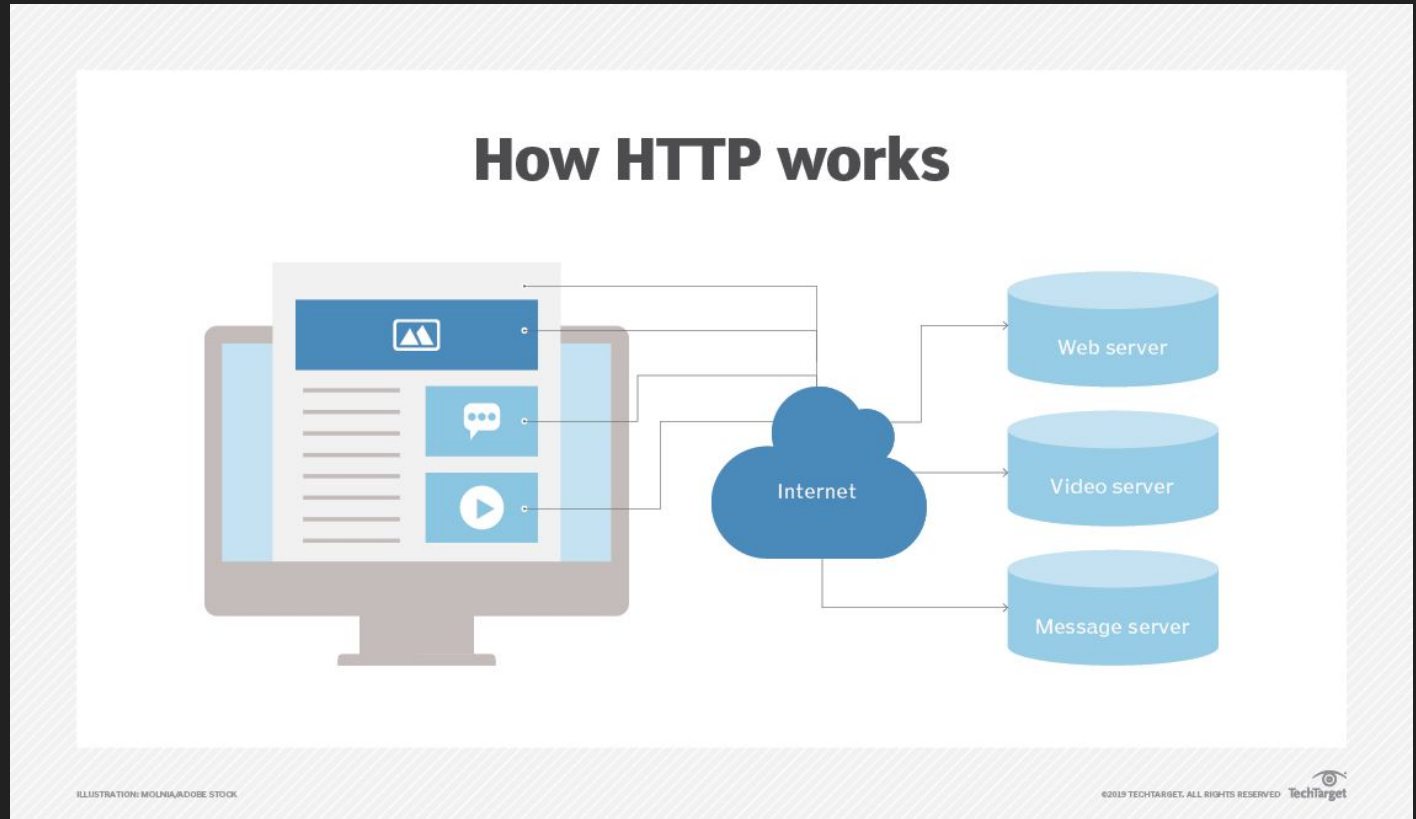 How HTTP works
Web server
Video server
Internet
Message server
ILLUSTRATION: MOLNIA/ADOBE STOCK
©2019 TECHTARGET. ALL RIGHTS RESERVED TechTarget